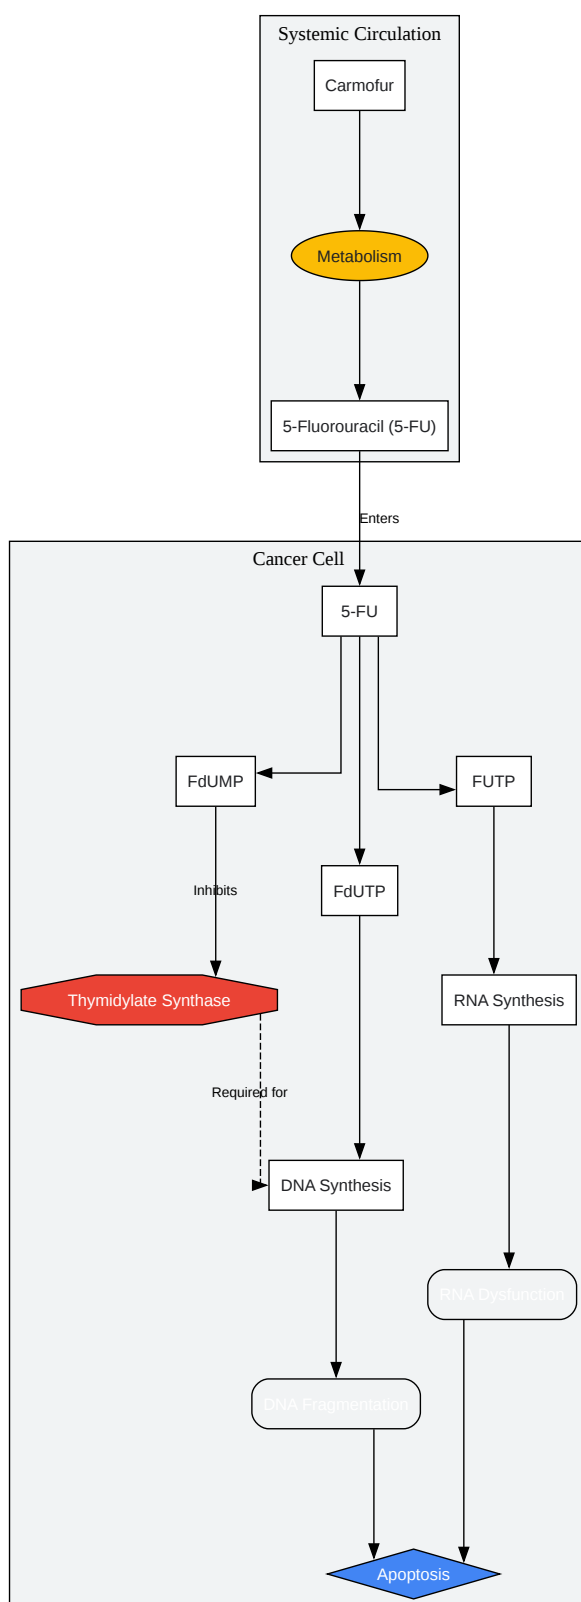 Systemic Circulation
Carmofur
Metabolism
5-Fluorouracil (5-FU)
Enters
Cancer Cell
5-FU
FdUMP
FUTP
Inhibits
FdUTP
Thymidylate Synthase
RNA Synthesis
Required for
DNA Synthesis
RNA Dysfunction
DNA Fragmentation
Apoptosis